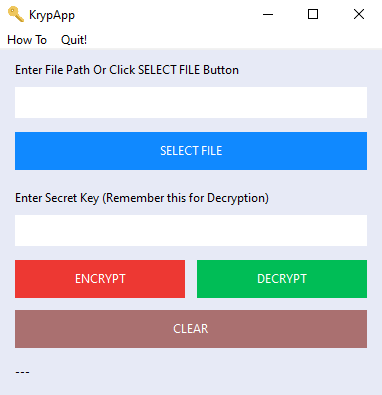 KrypApp
How To Quit!
Enter File Path Or Click SELECT FILE Button
SELECT FILE
Enter Secret Key (Remember this for Decryption)
ENCRYPT DECRYPT
CLEAR
---